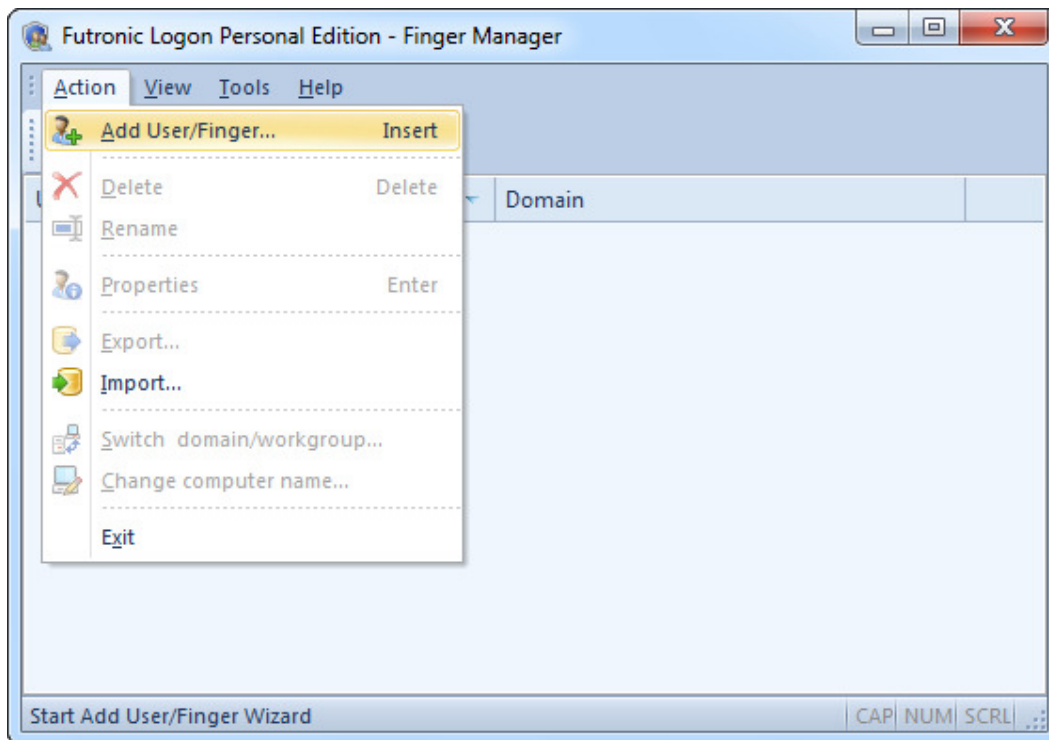 Futronic Logon Personal Edition - Finger Manager
Action View Tools Help
Add User/Finger... Insert
Delete Delete
Domain
Rename
Properties Enter
Export...
Import...
Switch domain/workgroup...
Change computer name...
Exit
Start Add User/Finger Wizard CAP NUM SCRL